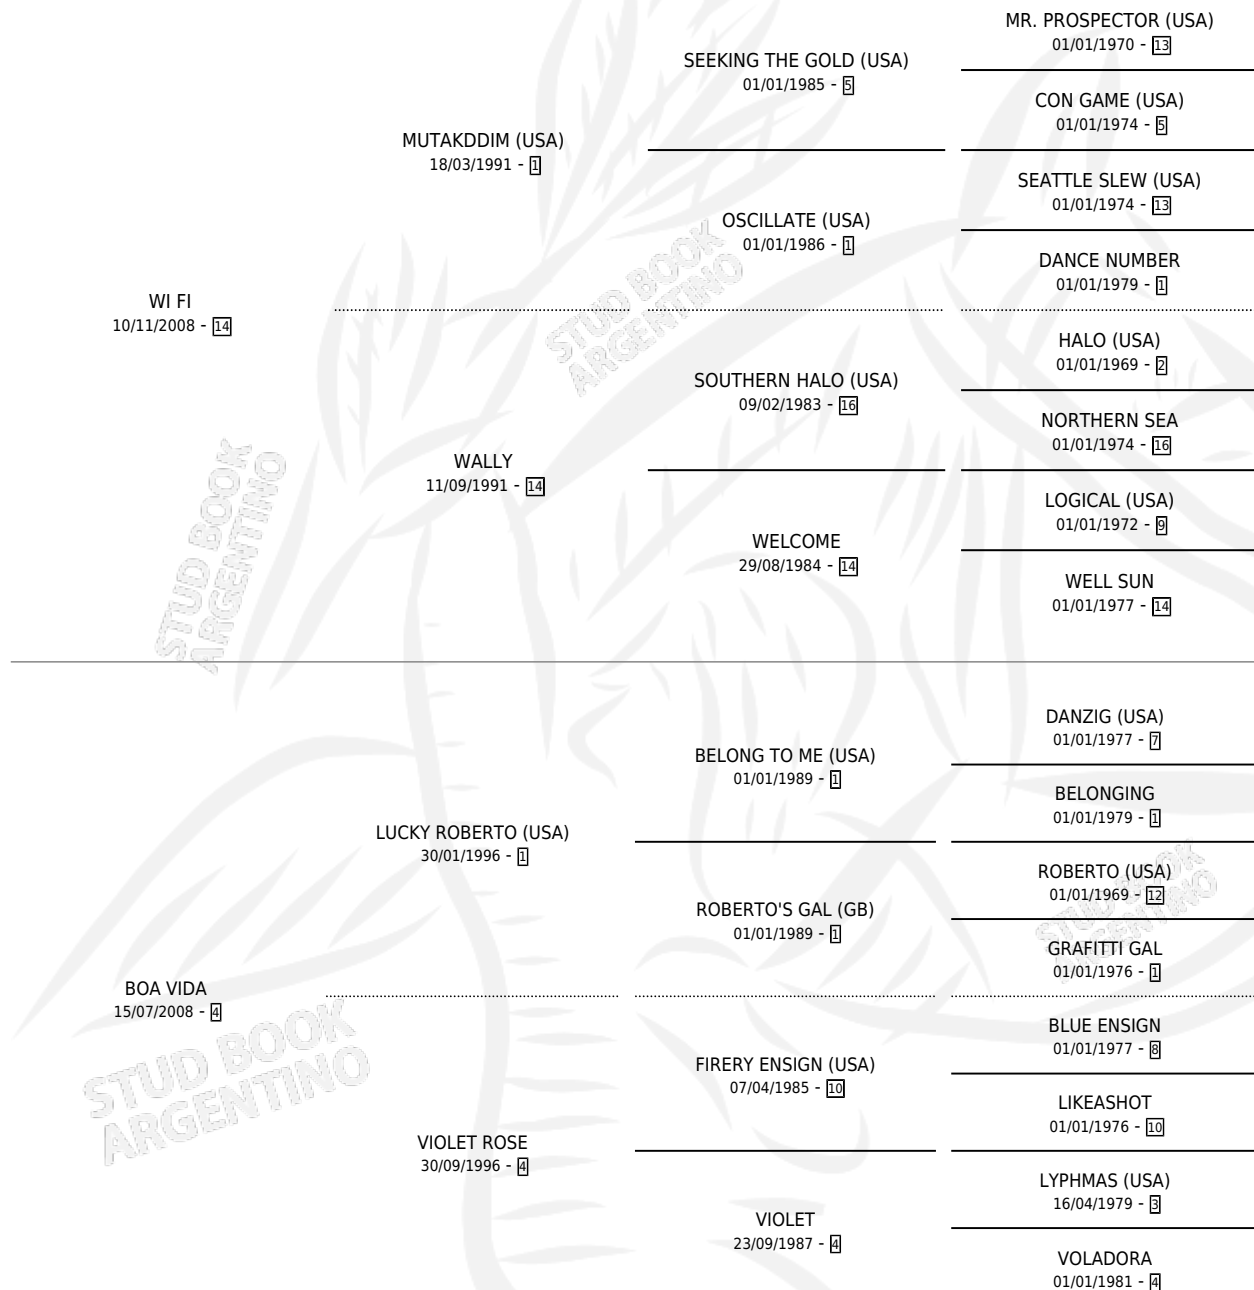 MR. PROSPECTOR (USA)
01/01/1970 - 13
SEEKING THE GOLD (USA)
01/01/1985 - 5
CON GAME (USA)
01/01/1974 - 5
MUTAKDDIM (USA)
18/03/1991 - 1
SEATTLE SLEW (USA)
01/01/1974 - 13
OSCILLATE (USA)
01/01/1986 - 1
DANCE NUMBER
01/01/1979 - 1
WI FI
10/11/2008 - 14
HALO (USA)
01/01/1969 - 2
SOUTHERN HALO (USA)
09/02/1983 - 16
NORTHERN SEA
01/01/1974 - 16
WALLY
11/09/1991 - 14
LOGICAL (USA)
01/01/1972 - 9
WELCOME
29/08/1984 - 14
WELL SUN
01/01/1977 - 14
DANZIG (USA)
01/01/1977 - 7
BELONG TO ME (USA)
01/01/1989 - 1
BELONGING
01/01/1979 - 1
LUCKY ROBERTO (USA)
30/01/1996 - 1
ROBERTO (USA)
01/01/1969 - 12
ROBERTO'S GAL (GB)
01/01/1989 - 1
GRAFITTI GAL
01/01/1976 - 1
BOA VIDA
15/07/2008 - 4
BLUE ENSIGN
01/01/1977 - 8
FIRERY ENSIGN (USA)
07/04/1985 - 10
LIKEASHOT
01/01/1976 - 10
VIOLET ROSE
30/09/1996 - 4
LYPHMAS (USA)
16/04/1979 - 3
VIOLET
23/09/1987 - 4
VOLADORA
01/01/1981 - 4
STUD BOOK
ARGENTINO
STUD BOOK
ARGENTINO
STUD BOOK
ARGENTINO
STUD BOOK
ARGENTINO